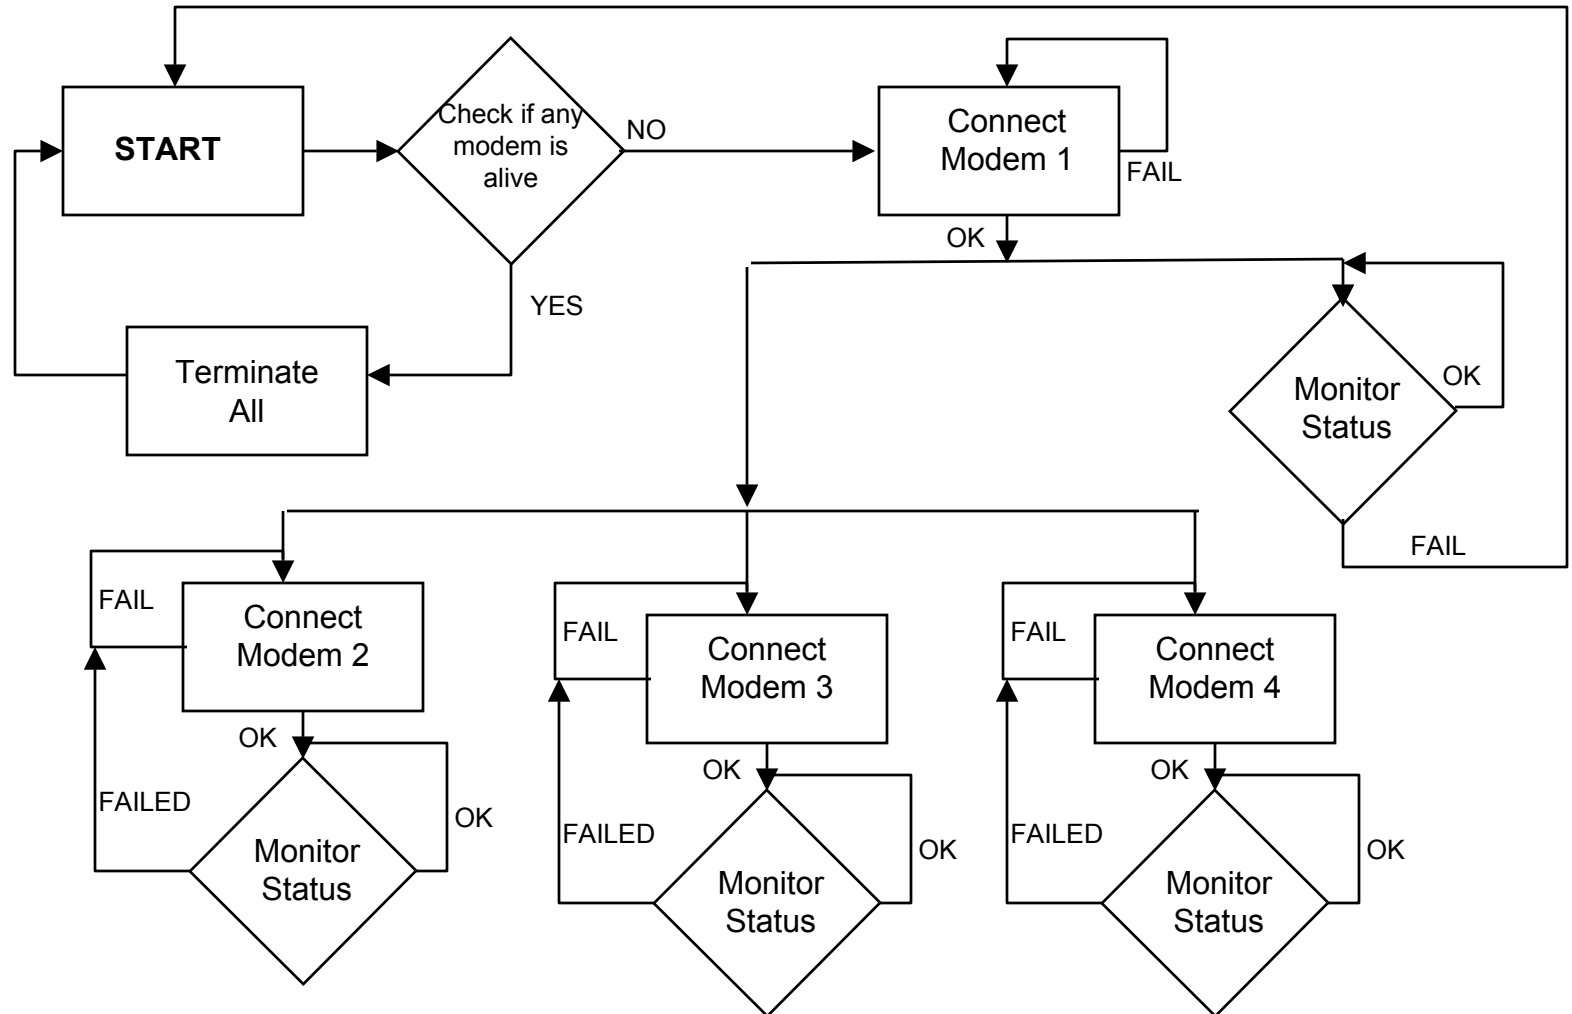 START
Check if any
modem is
alive
NO
Connect
Modem 1
FAIL
OK
YES
Terminate
All
Monitor
Status
OK
FAIL
FAIL
Connect
Modem 2
OK
FAILED
OK
Monitor
Status
FAIL
Connect
Modem 3
OK
FAILED
OK
Monitor
Status
FAIL
Connect
Modem 4
OK
FAILED
OK
Monitor
Status